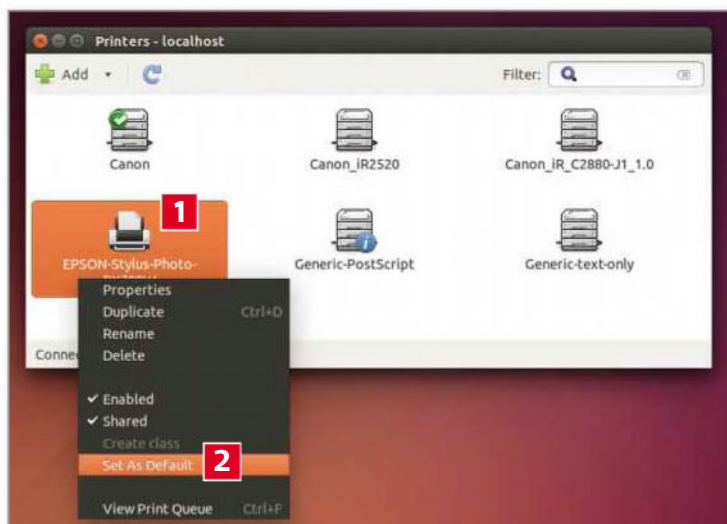 Printers - localhost
Add
Filter:
Canon
Canon_iR2520
Canon_iR_C2880-J1_1.0
1
EPSON-Stylus-Photo-
Generic-PostScript
Generic-text-only
Properties
Duplicate Ctrl+D
Rename
Delete
Connec
Enabled
Shared
Create class
Set As Default 2
View Print Queue Ctrl+F